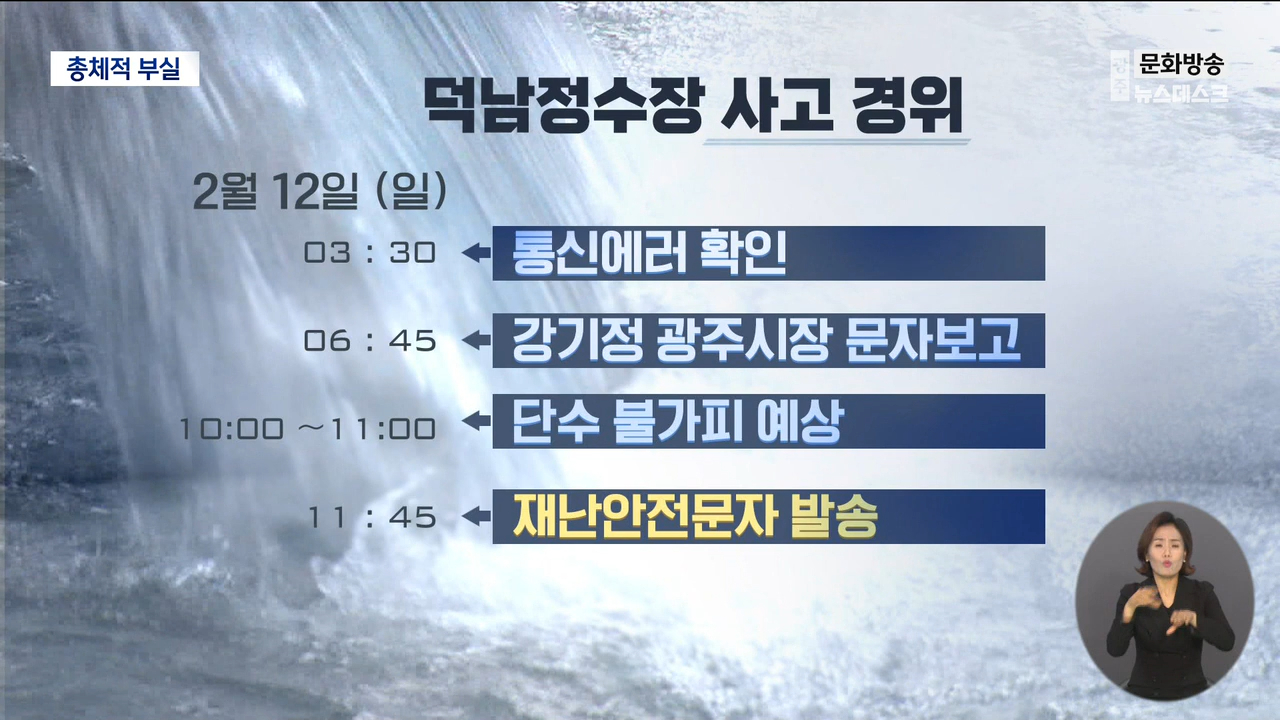 총체적 부실
광주
문화방송
뉴스데스크
덕남정수장 사고 경위
2월 12일 (일)
03 : 30 통신에러 확인
06 : 45 강기정 광주시장 문자보고
10:00 ~11:00 단수 불가피 예상
11 : 45 재난안전문자 발송